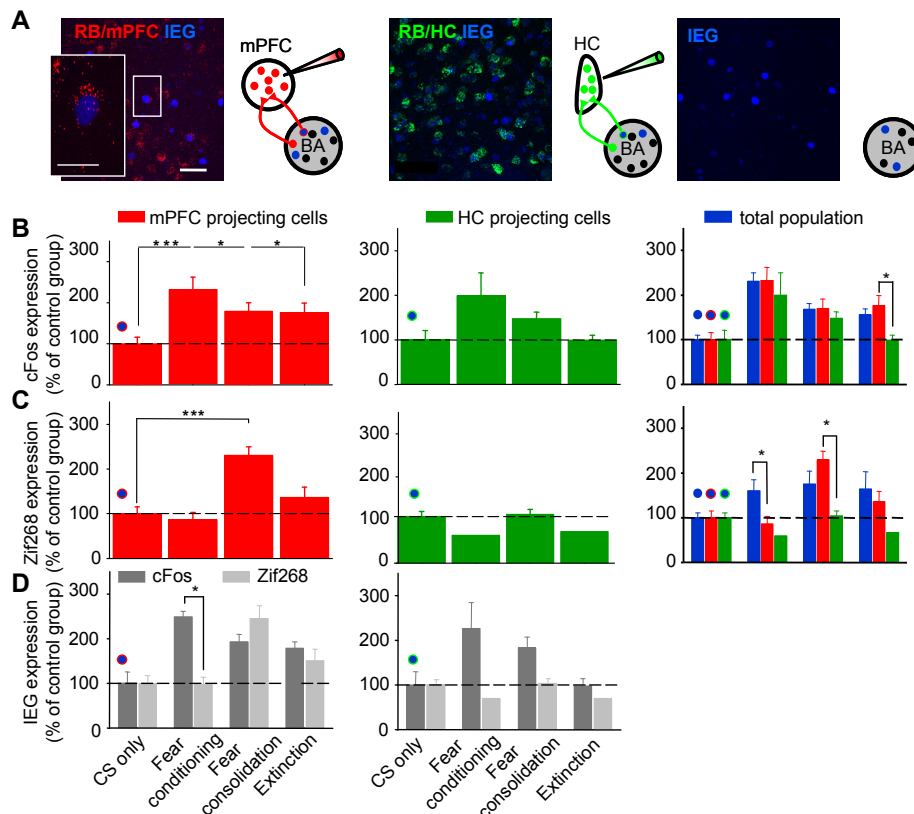 A
RB/mPFC IEG
mPFC
BA
RB/HC IEG
HC
BA
IEG
BA
mPFC projecting cells
HC projecting cells
total population
B
cFos expression
(% of control group)
300
200
100
0
*** * *
300
200
100
0
300
200
100
0
*
C
Zif268 expression
(% of control group)
300
200
100
0
***
300
200
100
0
300
200
100
0
* *
D
cFos Zif268
IEG expression
(% of control group)
300
200
100
0
*
300
200
100
0
CS only
Fear
conditioning
Fear
consolidation
Extinction
CS only
Fear
conditioning
Fear
consolidation
Extinction